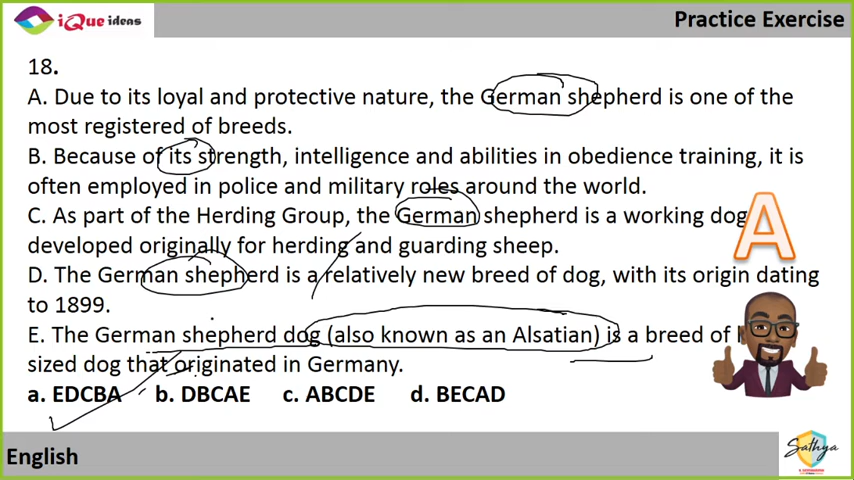 iQue ideas
Practice Exercise
18.
A. Due to its loyal and protective nature, the German shepherd is one of the
most registered of breeds.
B. Because of its strength, intelligence and abilities in obedience training, it is
often employed in police and military roles around the world.
C. As part of the Herding Group, the German shepherd is a working dog
developed originally for herding and guarding sheep.
A
D. The German shepherd is a relatively new breed of dog, with its origin dating
to 1899.
E. The German shepherd dog (also known as an Alsatian) is a breed of
sized dog that originated in Germany.
a. EDCBA b. DBCAE c. ABCDE d. BECAD
English
Sathya